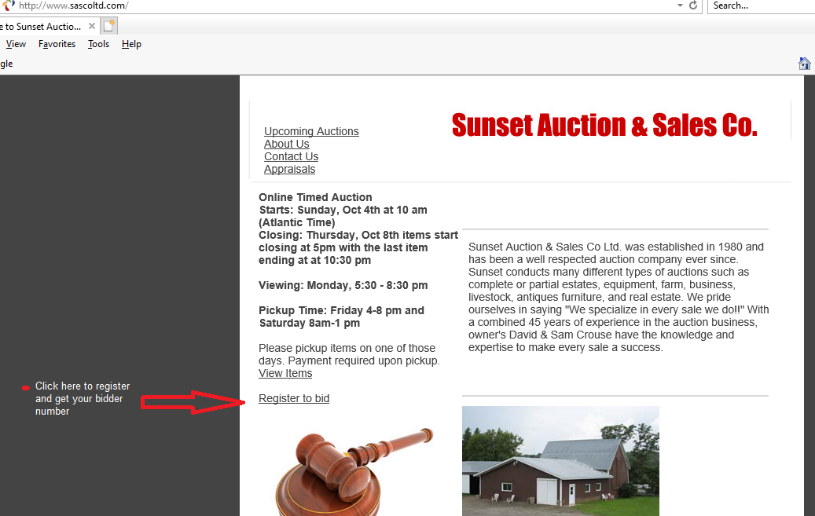 http://www.sascoltd.com/
Search...
e to Sunset Auctio...
View Favorites Tools Help
gle
Sunset Auction & Sales Co.
Upcoming Auctions
About Us
Contact Us
Appraisals
Online Timed Auction
Starts: Sunday, Oct 4th at 10 am
(Atlantic Time)
Closing: Thursday, Oct 8th items start
closing at 5pm with the last item
ending at at 10:30 pm
Viewing: Monday, 5:30 - 8:30 pm
Pickup Time: Friday 4-8 pm and
Saturday 8am-1 pm
Please pickup items on one of those
days. Payment required upon pickup.
View Items
Register to bid
Sunset Auction & Sales Co Ltd. was established in 1980 and
has been a well respected auction company ever since.
Sunset conducts many different types of auctions such as
complete or partial estates, equipment, farm, business,
livestock, antiques furniture, and real estate. We pride
ourselves in saying "We specialize in every sale we do!!" With
a combined 45 years of experience in the auction business,
owner's David & Sam Crouse have the knowledge and
expertise to make every sale a success.
Click here to register
and get your bidder
number